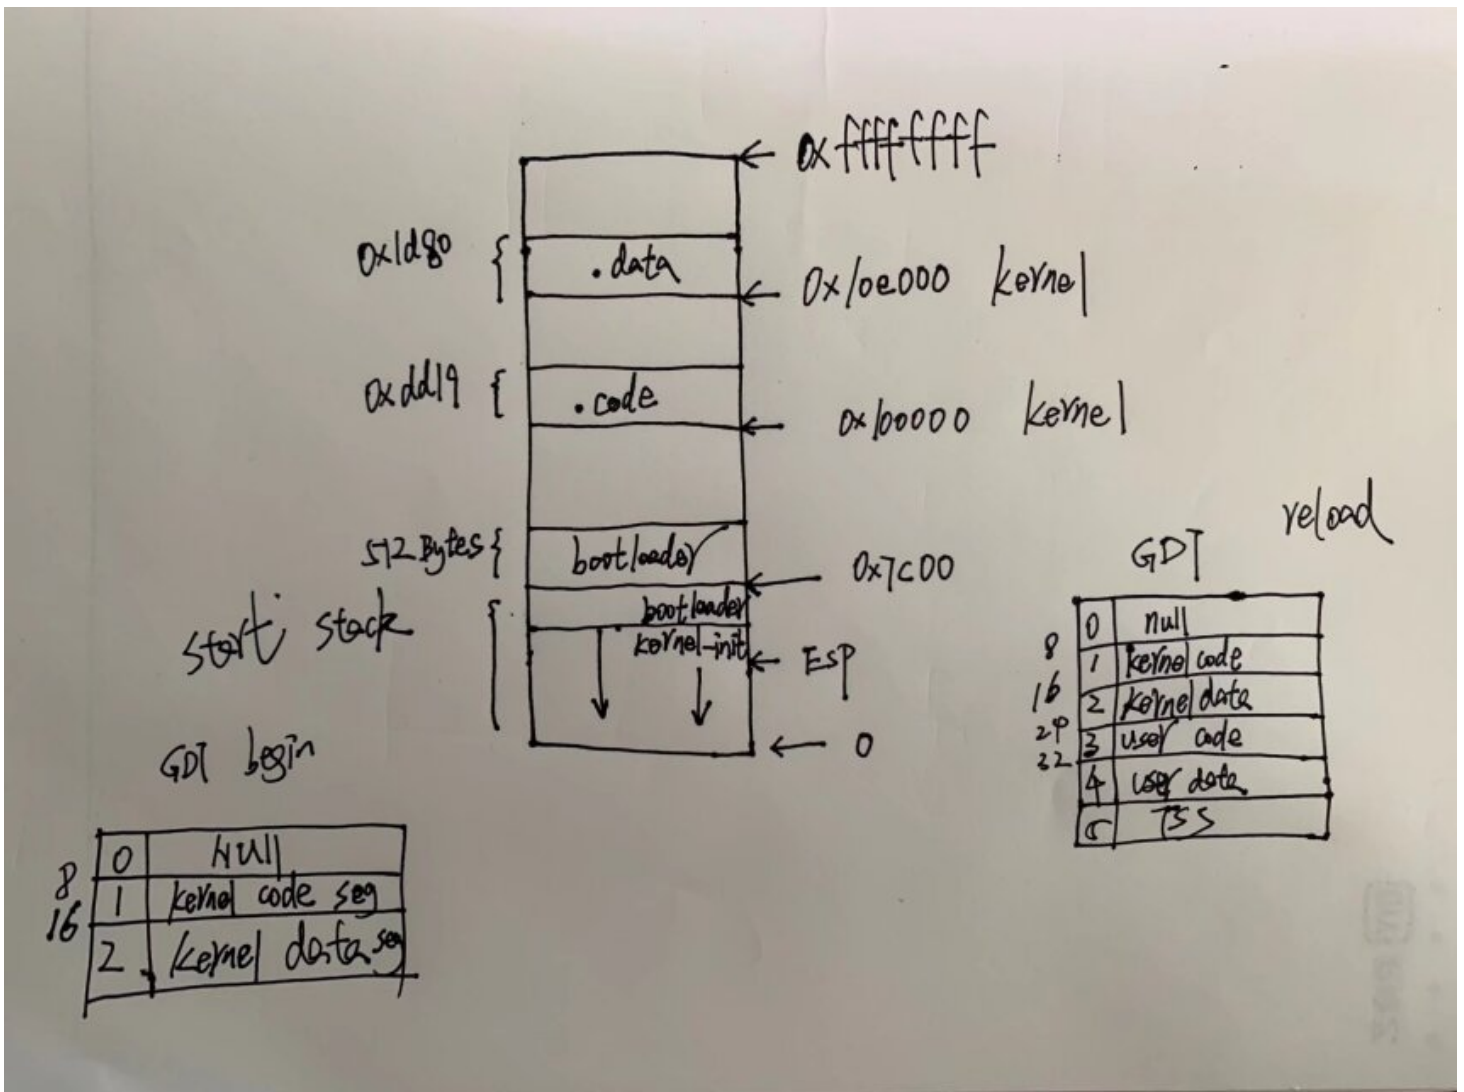 0xffffffff
0x1d80
.data
0x10e000 kernel
0xdd19
.code
0x100000 kernel
512 Bytes
bootloader
0x7c00
start stack
bootloader
kernel-init
ESP
0
GDT begin
0 NUll
8
1 kernel code seg
16
2 kernel data seg
reload
GDT
0 null
8
1 kernel code
16
2 kernel data
24
3 user code
32
4 user data
5 TSS